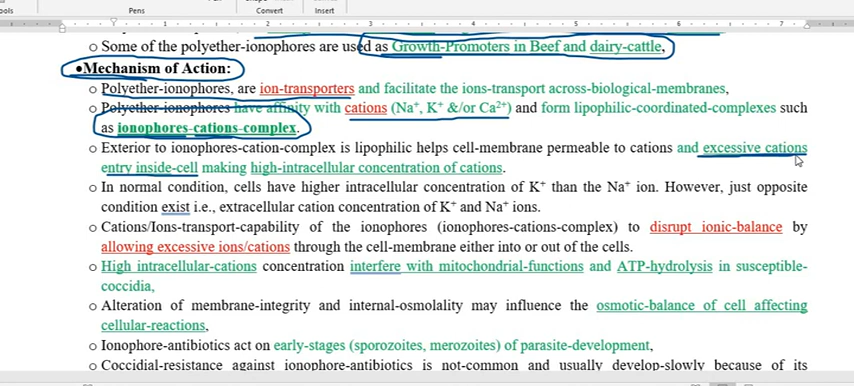 ools
Pens
Convert
Insert
1 2 3 4 5 6 7
o Some of the polyether-ionophores are used as Growth-Promoters in Beef and dairy-cattle,
•Mechanism of Action:
o Polyether-ionophores, are ion-transporters and facilitate the ions-transport across-biological-membranes,
o Polyether-ionophores have affinity with cations (Na⁺, K⁺ &/or Ca²⁺) and form lipophilic-coordinated-complexes such
as ionophores-cations-complex.
o Exterior to ionophores-cation-complex is lipophilic helps cell-membrane permeable to cations and excessive cations
entry inside-cell making high-intracellular concentration of cations.
o In normal condition, cells have higher intracellular concentration of K⁺ than the Na⁺ ion. However, just opposite
condition exist i.e., extracellular cation concentration of K⁺ and Na⁺ ions.
o Cations/Ions-transport-capability of the ionophores (ionophores-cations-complex) to disrupt ionic-balance by
allowing excessive ions/cations through the cell-membrane either into or out of the cells.
o High intracellular-cations concentration interfere with mitochondrial-functions and ATP-hydrolysis in susceptible-
coccidia,
o Alteration of membrane-integrity and internal-osmolality may influence the osmotic-balance of cell affecting
cellular-reactions,
o Ionophore-antibiotics act on early-stages (sporozoites, merozoites) of parasite-development,
o Coccidial-resistance against ionophore-antibiotics is not-common and usually develop-slowly because of its